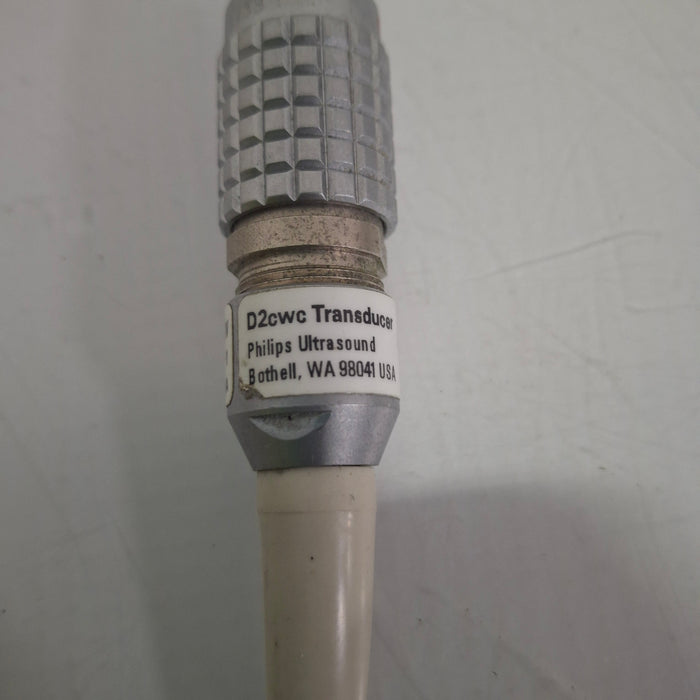 D2cwc Transducer
Philips Ultrasound
Bothell, WA 98041 USA